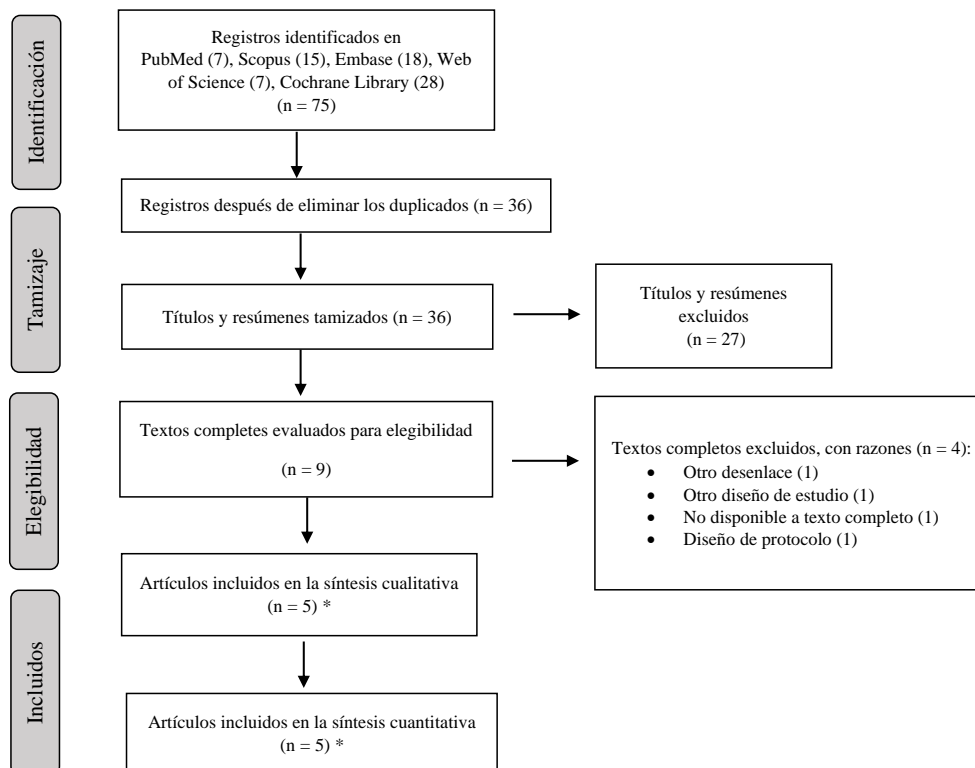 Identificación
Registros identificados en
PubMed (7), Scopus (15), Embase (18), Web
of Science (7), Cochrane Library (28)
(n = 75)
Registros después de eliminar los duplicados (n = 36)
Tamizaje
Títulos y resúmenes tamizados (n = 36)
Títulos y resúmenes
excluidos
(n = 27)
Elegibilidad
Textos completes evaluados para elegibilidad
(n = 9)
Textos completos excluidos, con razones (n = 4):
• Otro desenlace (1)
• Otro diseño de estudio (1)
• No disponible a texto completo (1)
• Diseño de protocolo (1)
Incluidos
Artículos incluidos en la síntesis cualitativa
(n = 5) *
Artículos incluidos en la síntesis cuantitativa
(n = 5) *